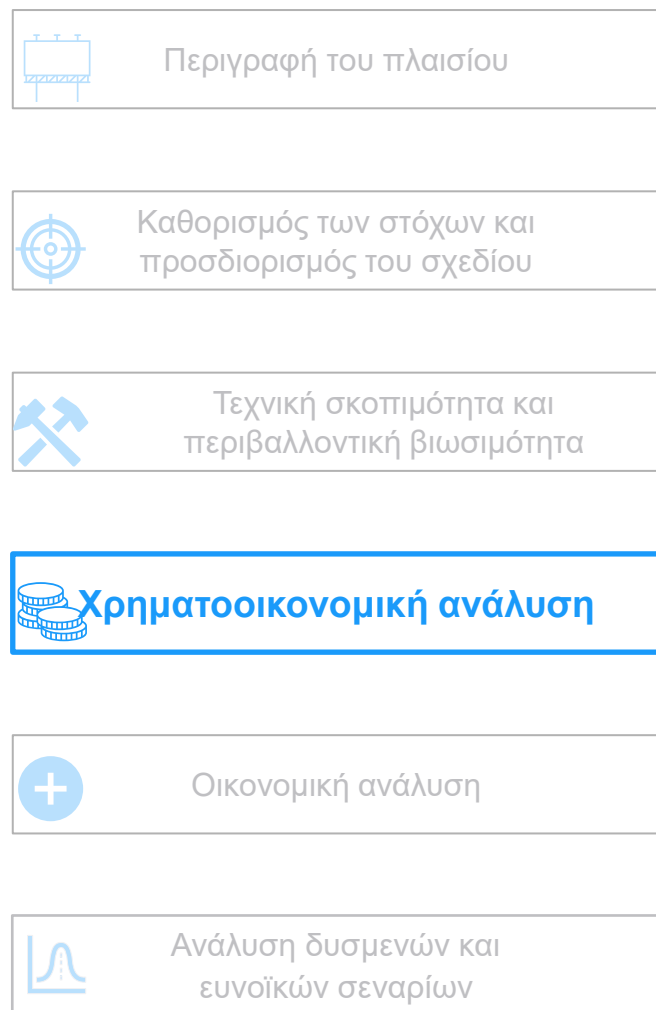 Περιγραφή του πλαισίου
Καθορισμός των στόχων και
προσδιορισμός του σχεδίου
Τεχνική σκοπιμότητα και
περιβαλλοντική βιωσιμότητα
Χρηματοοικονομική ανάλυση
Οικονομική ανάλυση
Ανάλυση δυσμενών και
ευνοϊκών σεναρίων